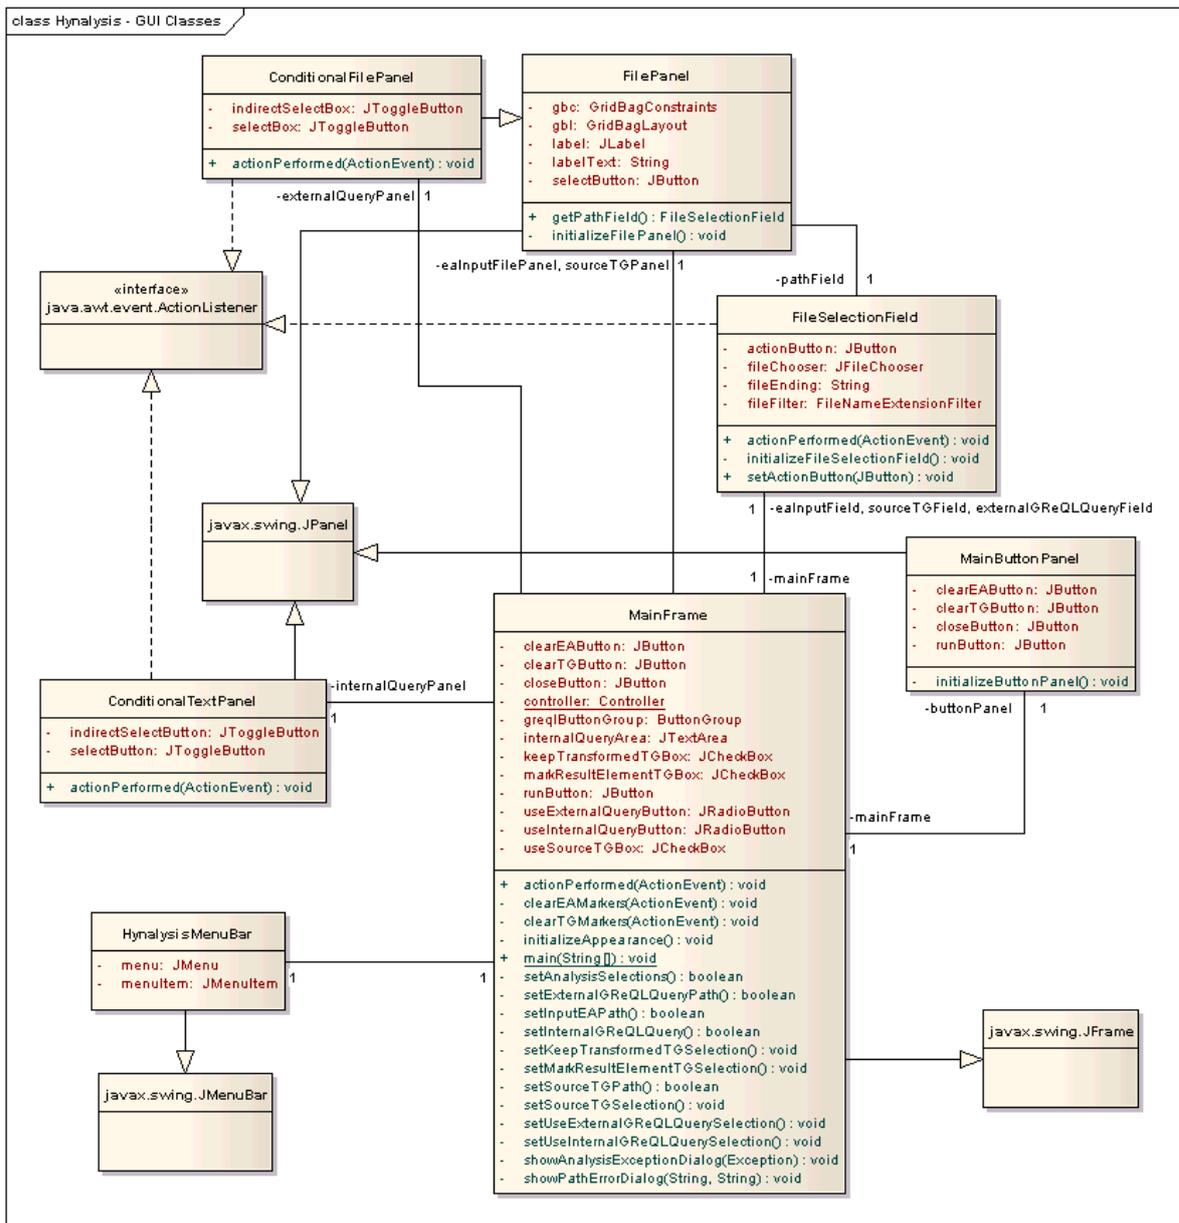 class Hynalysis - GUI Classes
ConditionalFilePanel
- indirectSelectBox: JToggleButton
- selectBox: JToggleButton
+ actionPerformed(ActionEvent) : void
FilePanel
- gbc: GridBagConstraints
- gbl: GridBagLayout
- label: JLabel
- labelText: String
- selectButton: JButton
+ getPathField() : FileSelectionField
- initializeFilePanel() : void
-externalQueryPanel 1
-eaInputFilePanel, sourceTGPanel 1
-pathField 1
«interface»
java.awt.event.ActionListener
FileSelectionField
- actionButton: JButton
- fileChooser: JFileChooser
- fileEnding: String
- fileFilter: FileNameExtensionFilter
+ actionPerformed(ActionEvent) : void
- initializeFileSelectionField() : void
+ setActionButton(JButton) : void
1 -eaInputField, sourceTGField, externalGReQLQueryField
javax.swing.JPanel
1 -mainFrame
MainButtonPanel
- clearEAButton: JButton
- clearTGButton: JButton
- closeButton: JButton
- runButton: JButton
- initializeButtonPanel() : void
-buttonPanel 1
MainFrame
- clearEAButton: JButton
- clearTGButton: JButton
- closeButton: JButton
- controller: Controller
- greqlButtonGroup: ButtonGroup
- internalQueryArea: JTextArea
- keepTransformedTGBox: JCheckBox
- markResultElementTGBox: JCheckBox
- runButton: JButton
- useExternalQueryButton: JRadioButton
- useInternalQueryButton: JRadioButton
- useSourceTGBox: JCheckBox
+ actionPerformed(ActionEvent) : void
- clearEAMarkers(ActionEvent) : void
- clearTGMarkers(ActionEvent) : void
- initializeAppearance() : void
+ main(String[]) : void
- setAnalysisSelections() : boolean
- setExternalGReQLQueryPath() : boolean
- setInputEAPath() : boolean
- setInternalGReQLQuery() : boolean
- setKeepTransformedTGSelection() : void
- setMarkResultElementTGSelection() : void
- setSourceTGPath() : boolean
- setSourceTGSelection() : void
- setUseExternalGReQLQuerySelection() : void
- setUseInternalGReQLQuerySelection() : void
- showAnalysisExceptionDialog(Exception) : void
- showPathErrorDialog(String, String) : void
-internalQueryPanel
1
ConditionalTextPanel
- indirectSelectButton: JToggleButton
- selectButton: JToggleButton
+ actionPerformed(ActionEvent) : void
-mainFrame
1
HynalysisMenuBar
- menu: JMenu
- menuItem: JMenuItem
1
1
javax.swing.JMenuBar
javax.swing.JFrame